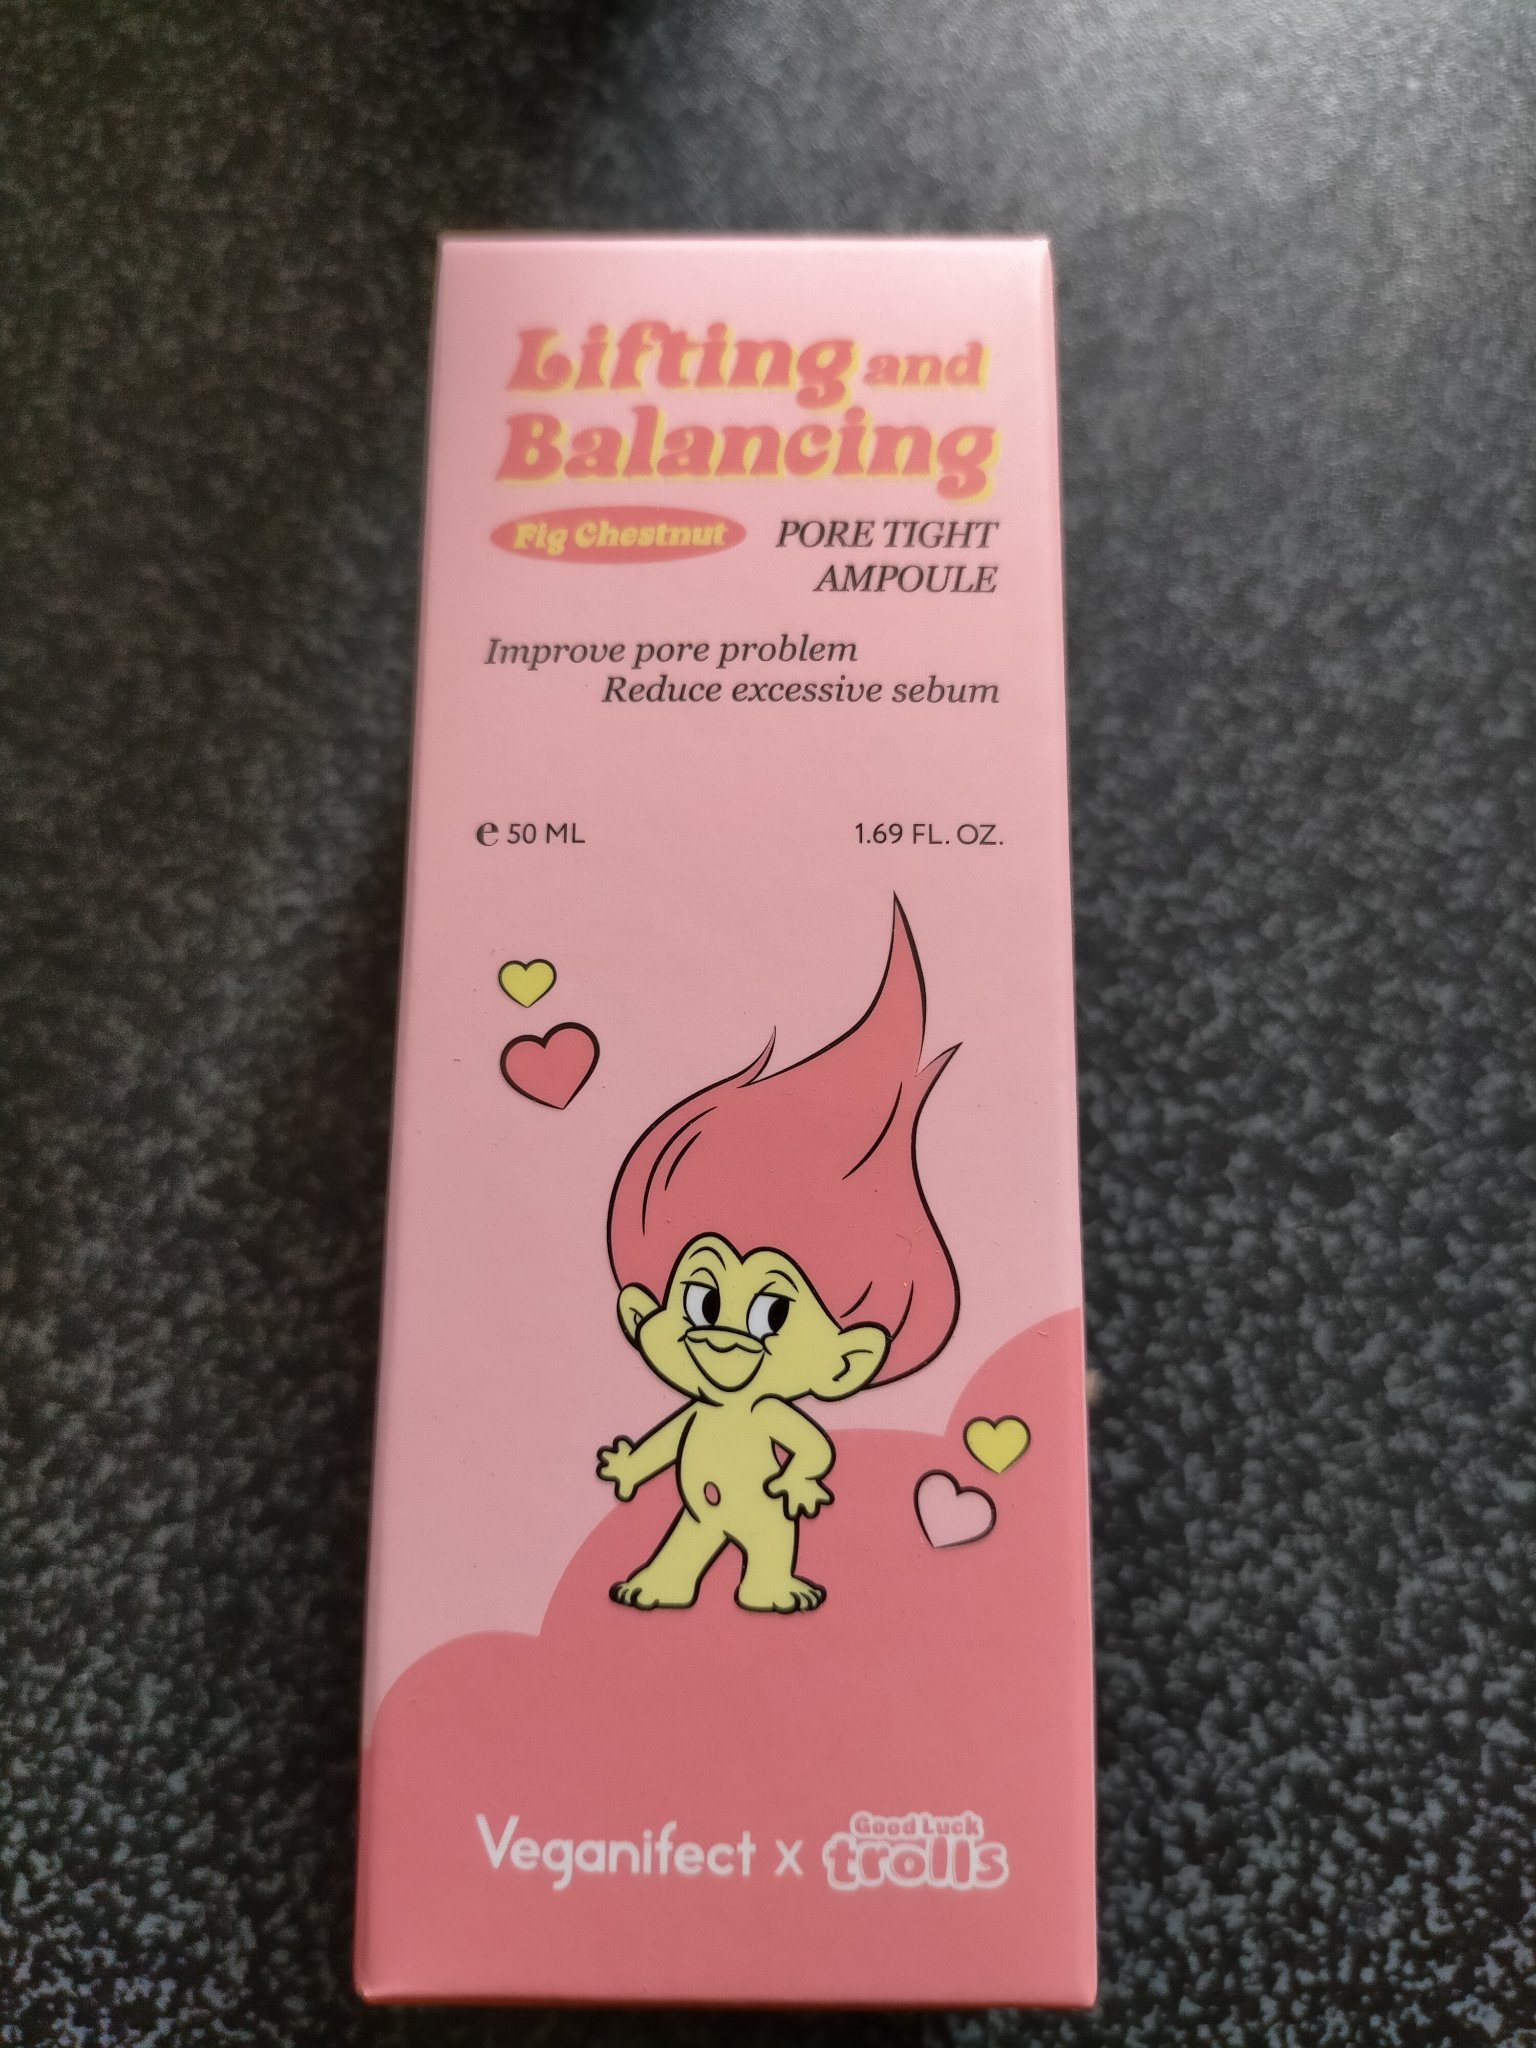 Lifting and
Balancing
Fig Chestnut PORE TIGHT
AMPOULE
Improve pore problem
Reduce excessive sebum
e 50 ML 1.69 FL. OZ.
Veganifect x Good Luck trolls